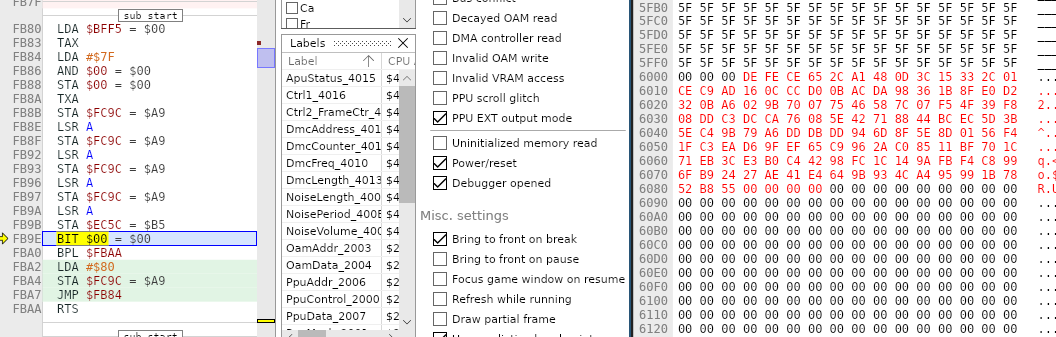 FB7F
sub start
FB80 LDA $BFF5 = $00
FB83 TAX
FB84 LDA #$7F
FB86 AND $00 = $00
FB88 STA $00 = $00
FB8A TXA
FB8B STA $FC9C = $A9
FB8E LSR A
FB8F STA $FC9C = $A9
FB92 LSR A
FB93 STA $FC9C = $A9
FB96 LSR A
FB97 STA $FC9C = $A9
FB9A LSR A
FB9B STA $EC5C = $B5
FB9E BIT $00 = $00
FBA0 BPL $FBAA
FBA2 LDA #$80
FBA4 STA $FC9C = $A9
FBA7 JMP $FB84
FBAA RTS
sub start
Ca
Fr
Labels
Label CPU
ApuStatus_4015 $4
Ctrl1_4016 $4
Ctrl2_FrameCtr_4 $4
DmcAddress_401 $4
DmcCounter_401 $4
DmcFreq_4010 $4
DmcLength_4013 $4
NoiseLength_400 $4
NoisePeriod_400E $4
NoiseVolume_400 $4
OamAddr_2003 $2
OamData_2004 $2
PpuAddr_2006 $2
PpuControl_2000 $2
PpuData_2007 $2
Bus conflict
Decayed OAM read
DMA controller read
Invalid OAM write
Invalid VRAM access
PPU scroll glitch
PPU EXT output mode
Uninitialized memory read
Power/reset
Debugger opened
Misc. settings
Bring to front on break
Bring to front on pause
Focus game window on resume
Refresh while running
Draw partial frame
5FB0 5F 5F 5F 5F 5F 5F 5F 5F 5F 5F 5F 5F 5F 5F 5F 5F
5FC0 5F 5F 5F 5F 5F 5F 5F 5F 5F 5F 5F 5F 5F 5F 5F 5F
5FD0 5F 5F 5F 5F 5F 5F 5F 5F 5F 5F 5F 5F 5F 5F 5F 5F
5FE0 5F 5F 5F 5F 5F 5F 5F 5F 5F 5F 5F 5F 5F 5F 5F 5F
5FF0 5F 5F 5F 5F 5F 5F 5F 5F 5F 5F 5F 5F 5F 5F 5F 5F
6000 00 00 00 DE FE CE 65 2C A1 48 0D 3C 15 33 2C 01 ...
6010 CE C9 AD 16 0C CC D0 0B AC DA 98 36 1B 8F E0 D2 ...
6020 32 0B A6 02 9B 70 07 75 46 58 7C 07 F5 4F 39 F8 2..
6030 08 DD C3 DC CA 76 08 5E 42 71 88 44 BC EC 5D 3B ...
6040 5E C4 9B 79 A6 DD DB DD 94 6D 8F 5E 8D 01 56 F4 ^..
6050 1F C3 EA D6 9F EF 65 C9 96 2A C0 85 11 BF 70 1C ...
6060 71 EB 3C E3 B0 C4 42 98 FC 1C 14 9A FB F4 C8 99 q.<
6070 6F B9 24 27 AE 41 E4 64 9B 93 4C A4 95 99 1B 78 o.$
6080 52 B8 55 00 00 00 00 00 00 00 00 00 00 00 00 00 R.U
6090 00 00 00 00 00 00 00 00 00 00 00 00 00 00 00 00 ...
60A0 00 00 00 00 00 00 00 00 00 00 00 00 00 00 00 00 ...
60B0 00 00 00 00 00 00 00 00 00 00 00 00 00 00 00 00 ...
60C0 00 00 00 00 00 00 00 00 00 00 00 00 00 00 00 00 ...
60D0 00 00 00 00 00 00 00 00 00 00 00 00 00 00 00 00 ...
60E0 00 00 00 00 00 00 00 00 00 00 00 00 00 00 00 00 ...
60F0 00 00 00 00 00 00 00 00 00 00 00 00 00 00 00 00 ...
6100 00 00 00 00 00 00 00 00 00 00 00 00 00 00 00 00 ...
6110 00 00 00 00 00 00 00 00 00 00 00 00 00 00 00 00 ...
6120 00 00 00 00 00 00 00 00 00 00 00 00 00 00 00 00 ...